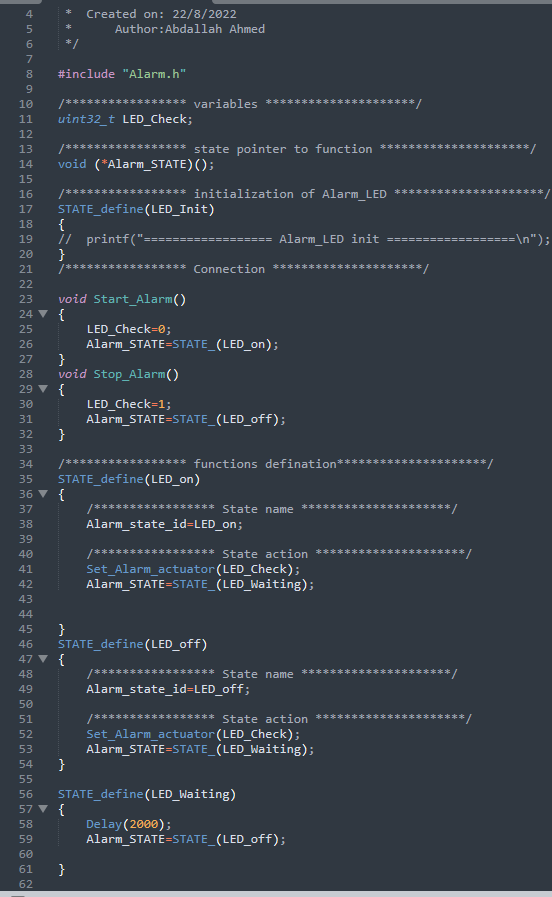 4 *  Created on: 22/8/2022
5 *      Author:Abdallah Ahmed
6 */
7
8 #include "Alarm.h"
9
10 /***************** variables *********************/
11 uint32_t LED_Check;
12
13 /***************** state pointer to function *********************/
14 void (*Alarm_STATE)();
15
16 /***************** initialization of Alarm_LED *********************/
17 STATE_define(LED_Init)
18 {
19 //  printf("================== Alarm_LED init ==================\n");
20 }
21 /***************** Connection *********************/
22
23 void Start_Alarm()
24 {
25     LED_Check=0;
26     Alarm_STATE=STATE_(LED_on);
27 }
28 void Stop_Alarm()
29 {
30     LED_Check=1;
31     Alarm_STATE=STATE_(LED_off);
32 }
33
34 /***************** functions defination*********************/
35 STATE_define(LED_on)
36 {
37     /***************** State name *********************/
38     Alarm_state_id=LED_on;
39
40     /***************** State action *********************/
41     Set_Alarm_actuator(LED_Check);
42     Alarm_STATE=STATE_(LED_Waiting);
43
44
45 }
46 STATE_define(LED_off)
47 {
48     /***************** State name *********************/
49     Alarm_state_id=LED_off;
50
51     /***************** State action *********************/
52     Set_Alarm_actuator(LED_Check);
53     Alarm_STATE=STATE_(LED_Waiting);
54 }
55
56 STATE_define(LED_Waiting)
57 {
58     Delay(2000);
59     Alarm_STATE=STATE_(LED_off);
60
61 }
62